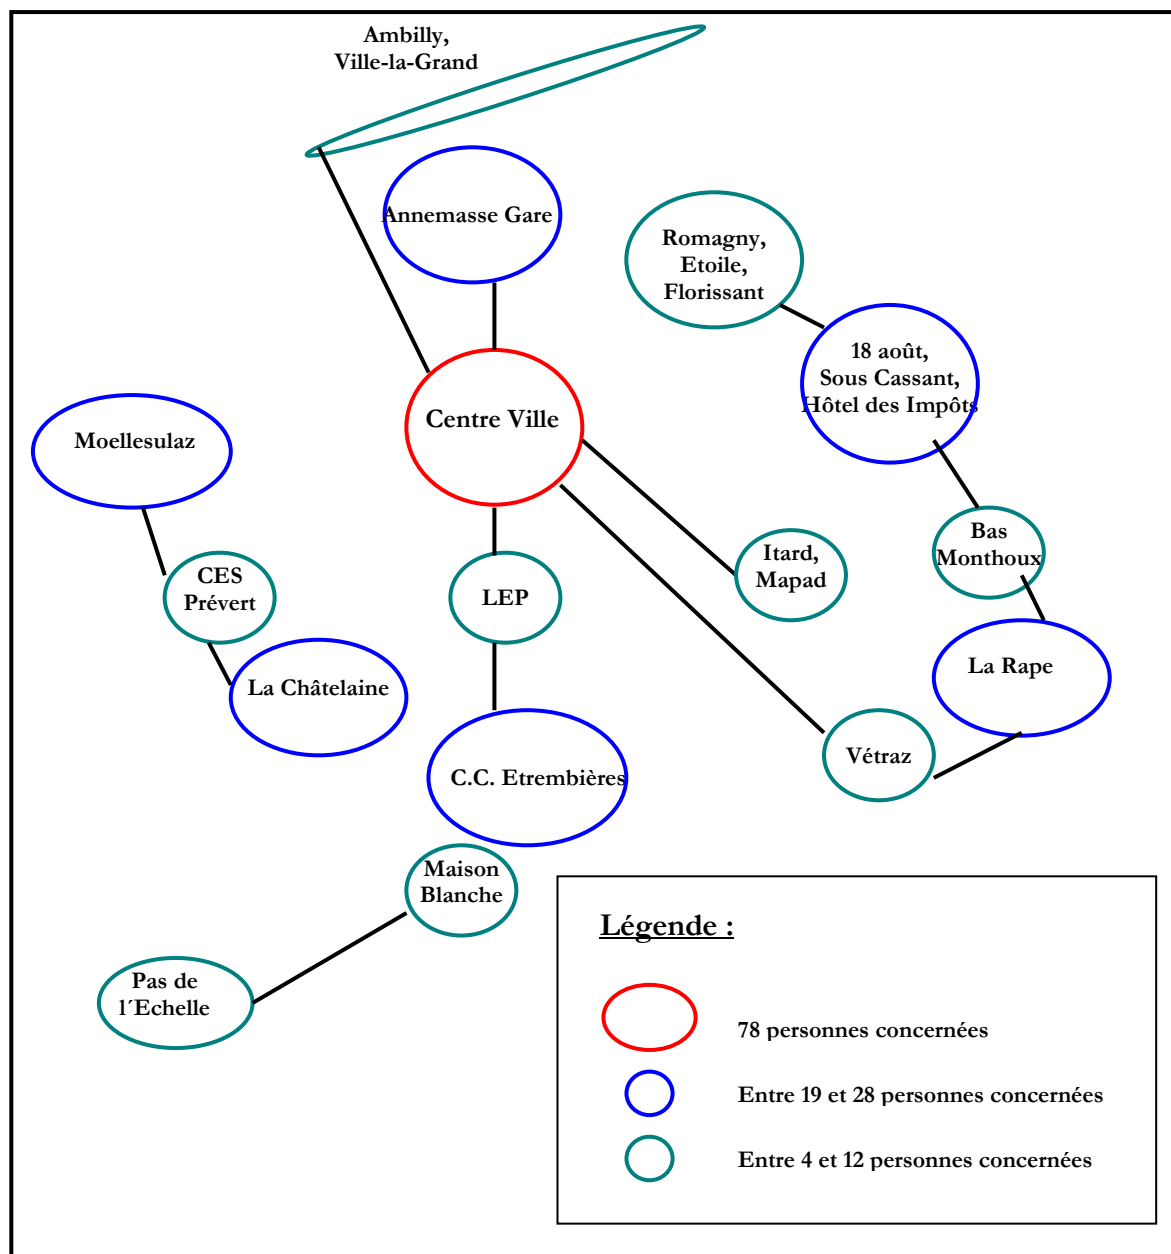 Ambilly,
Ville-la-Grand
Annemasse Gare
Romagny,
Etoile,
Florissant
18 août,
Sous Cassant,
Hôtel des Impôts
Centre Ville
Moellesulaz
Bas
Monthoux
Itard,
Mapad
CES
Prévert
LEP
La Rape
La Châtelaine
Vétraz
C.C. Etrembières
Maison
Blanche
Pas de
l´Echelle
Légende :
78 personnes concernées
Entre 19 et 28 personnes concernées
Entre 4 et 12 personnes concernées